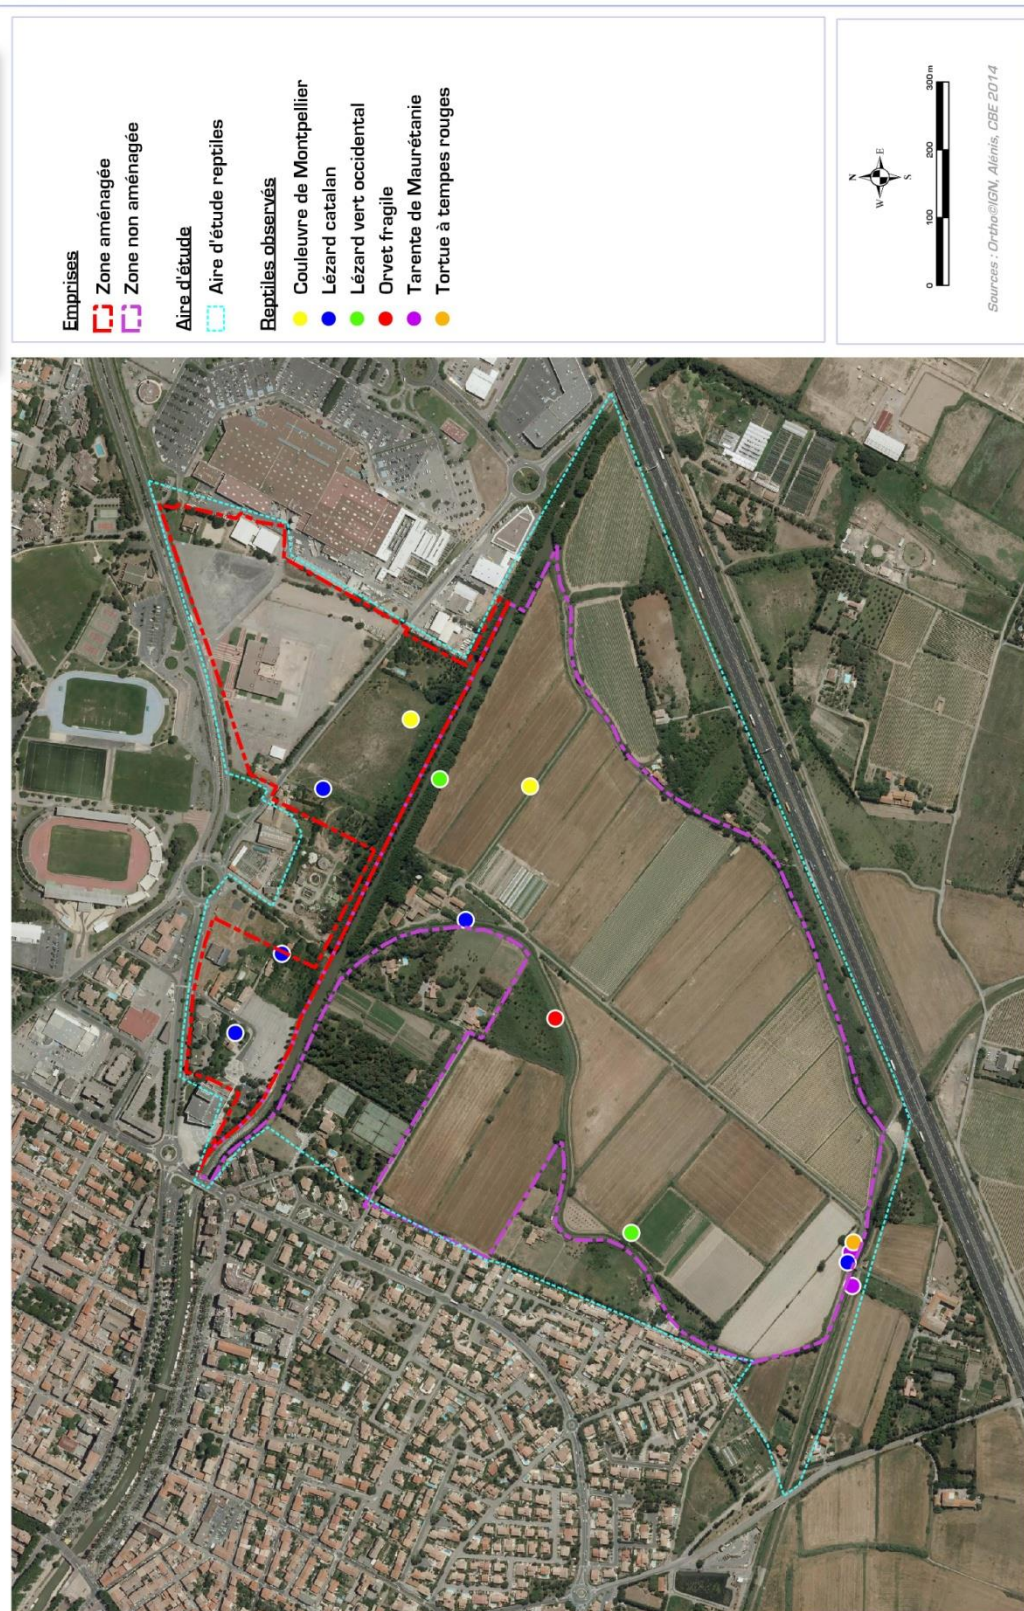 Emprises
Zone aménagée
Zone non aménagée
Aire d'étude
Aire d'étude reptiles
Reptiles observés
Couleuvre de Montpellier
Lézard catalan
Lézard vert occidental
Orvet fragile
Tarente de Maurétanie
Tortue à tempes rouges
N
W E
S
0 100 200 300 m
Sources : Ortho©IGN, Alénis, CBE 2014